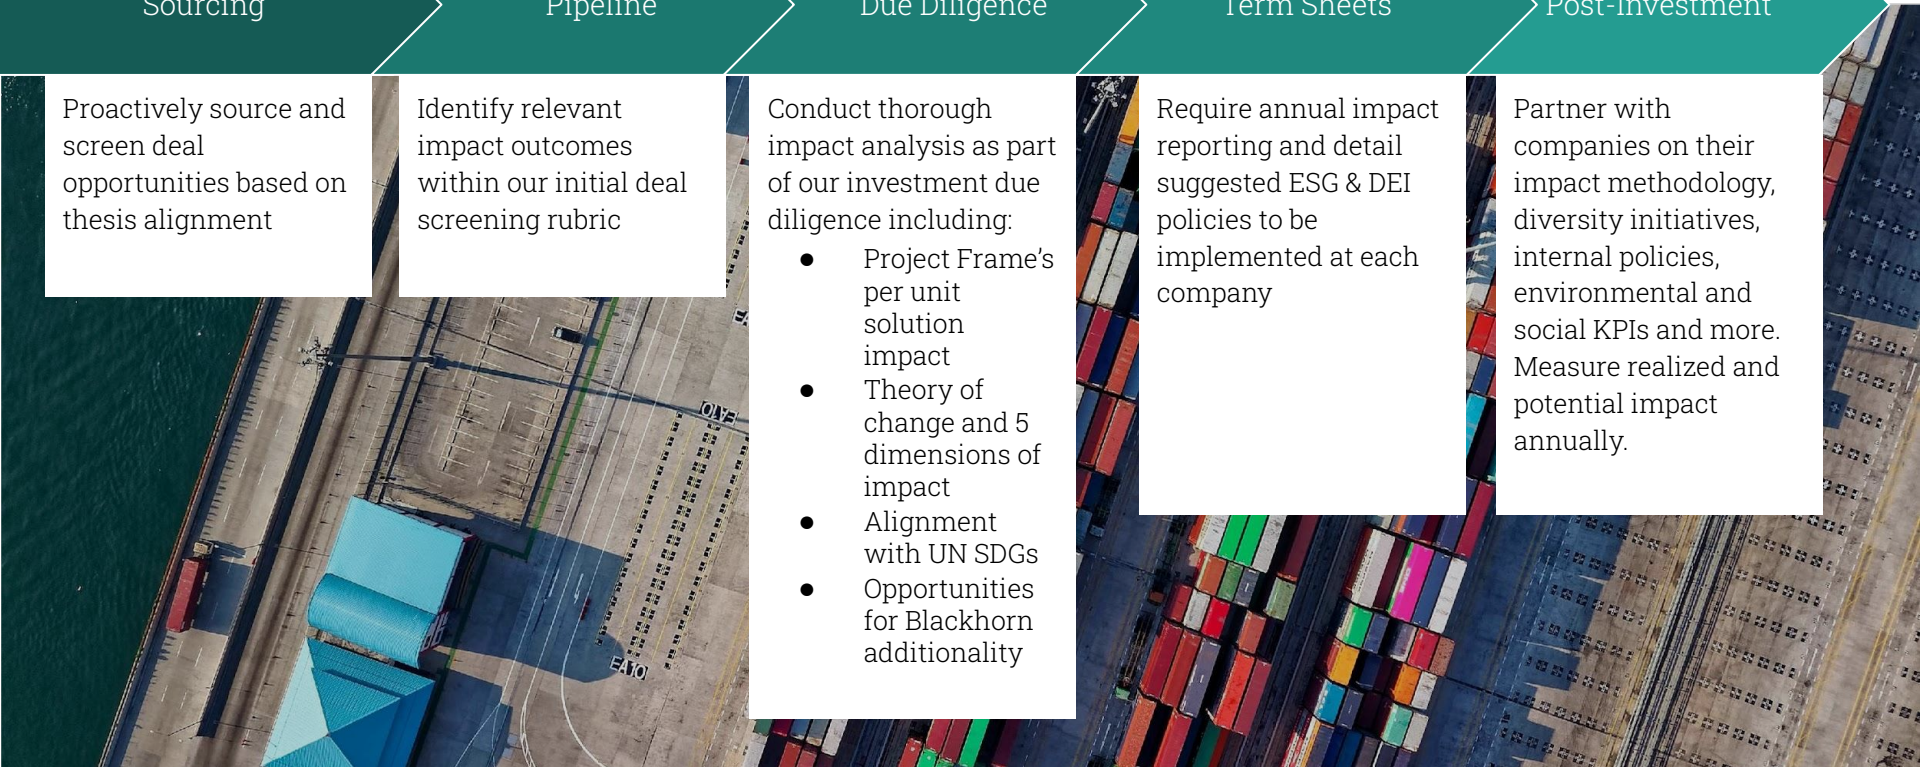 Sourcing
Pipeline
Due Diligence
Term Sheets
Post-Investment
Proactively source and
screen deal
opportunities based on
thesis alignment
Identify relevant
impact outcomes
within our initial deal
screening rubric
Conduct thorough
impact analysis as part
of our investment due
diligence including:
● Project Frame's
per unit
solution
impact
● Theory of
change and 5
dimensions of
impact
● Alignment
with UN SDGs
● Opportunities
for Blackhorn
additionality
Require annual impact
reporting and detail
suggested ESG & DEI
policies to be
implemented at each
company
Partner with
companies on their
impact methodology,
diversity initiatives,
internal policies,
environmental and
social KPIs and more.
Measure realized and
potential impact
annually.
EA10